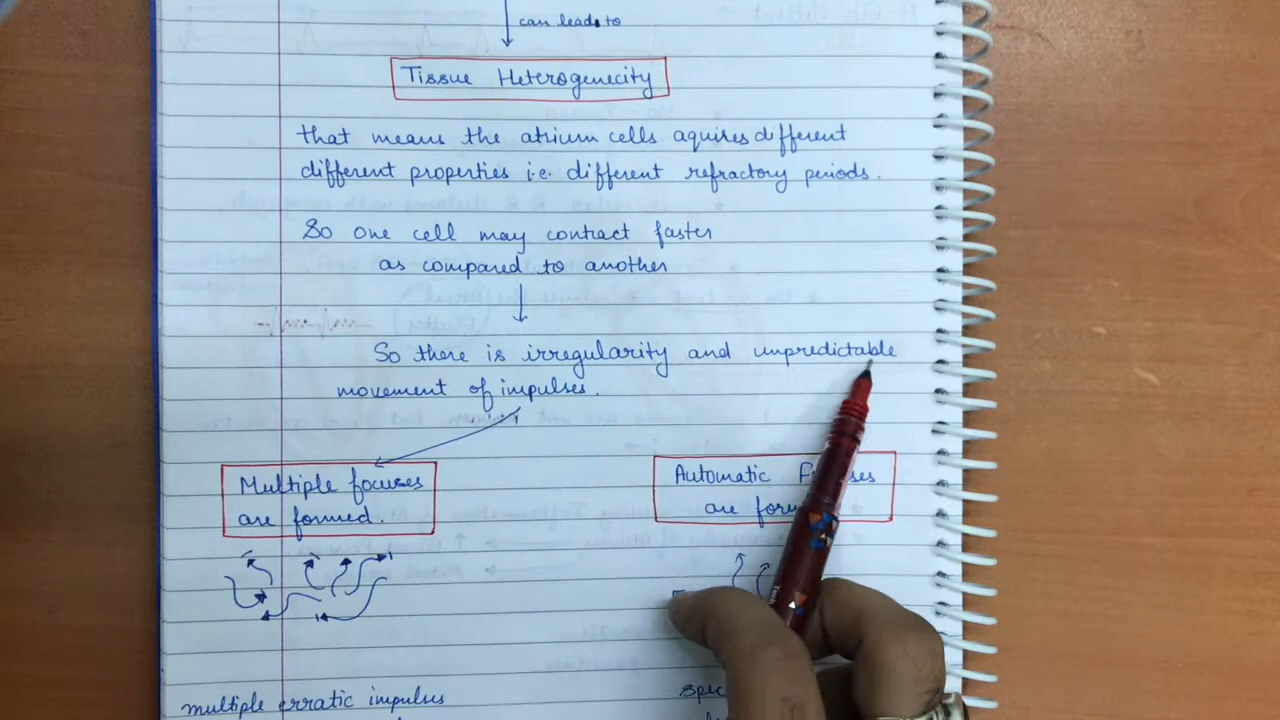 can leads to
Tissue Heterogenecity
that means the atrium cells aquires different
different properties i.e. different refractory periods.
So one cell may contract faster
as compared to another
So there is irregularity and unpredictable
movement of impulses.
Multiple focuses
are formed.
Automatic
are
multiple erratic impulses